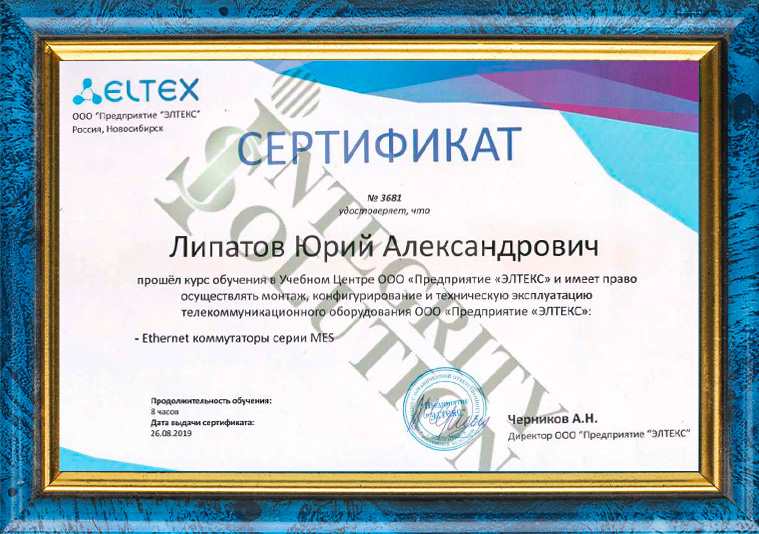 ELTEX
ООО "Предприятие "ЭЛТЕКС"
Россия, Новосибирск
СЕРТИФИКАТ
№ 3681
удостоверяет, что
Липатов Юрий Александрович
прошёл курс обучения в Учебном Центре ООО «Предприятие «ЭЛТЕКС» и имеет право
осуществлять монтаж, конфигурирование и техническую эксплуатацию
телекоммуникационного оборудования ООО «Предприятие «ЭЛТЕКС»:
- Ethernet коммутаторы серии MES
Продолжительность обучения:
8 часов
Дата выдачи сертификата:
26.08.2019
Предприятие
"ЭЛТЕКС"
Черников А.Н.
Директор ООО "Предприятие "ЭЛТЕКС"
INTEGRITY
SOLUTION